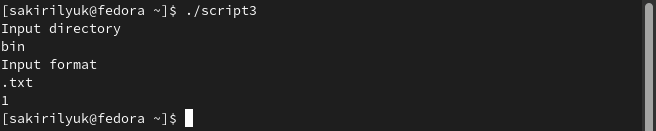 [sakirilyuk@fedora ~]$ ./script3
Input directory
bin
Input format
.txt
1
[sakirilyuk@fedora ~]$